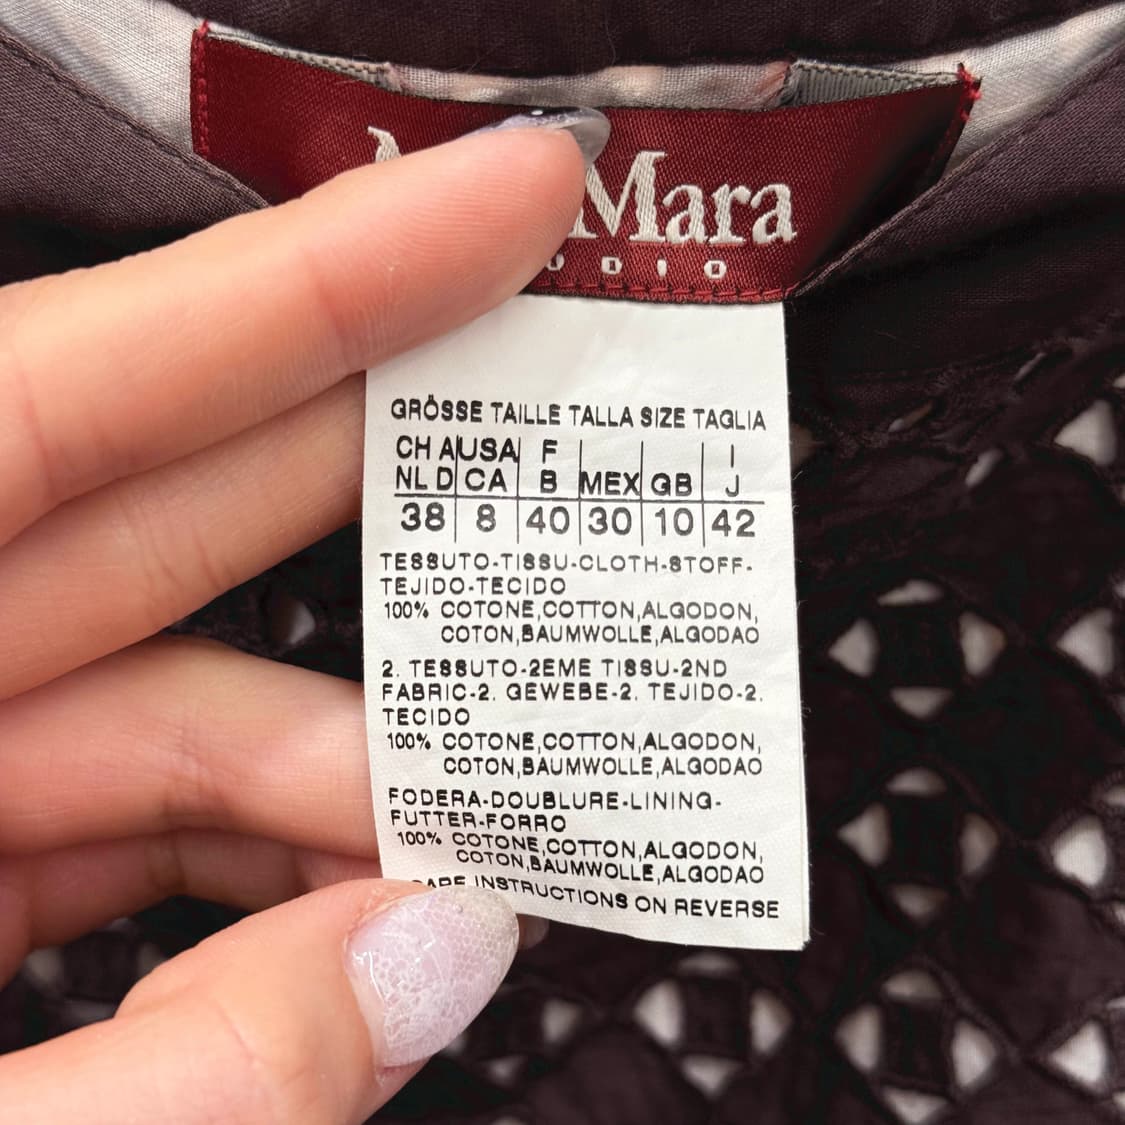 Mara
GRÖSSE TAILLE TALLA SIZE TAGLIA
CH A USA F I
NL D CA B MEX GB J
38 8 40 30 10 42
TESSUTO-TISSU-CLOTH-STOFF-
TEJIDO-TECIDO
100% COTONE,COTTON,ALGODON,
COTON,BAUMWOLLE,ALGODAO
2. TESSUTO-2EME TISSU-2ND
FABRIC-2. GEWEBE-2. TEJIDO-2.
TECIDO
100% COTONE,COTTON,ALGODON,
COTON,BAUMWOLLE,ALGODAO
FODERA-DOUBLURE-LINING-
FUTTER-FORRO
100% COTONE,COTTON,ALGODON,
COTON,BAUMWOLLE,ALGODAO
INSTRUCTIONS ON REVERSE